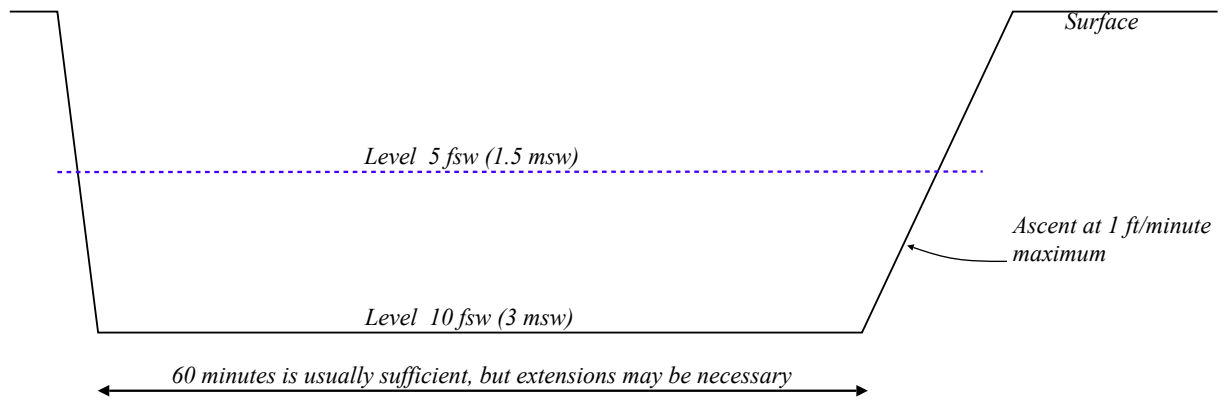 Surface
Level 5 fsw (1.5 msw)
Ascent at 1 ft/minute
maximum
Level 10 fsw (3 msw)
60 minutes is usually sufficient, but extensions may be necessary